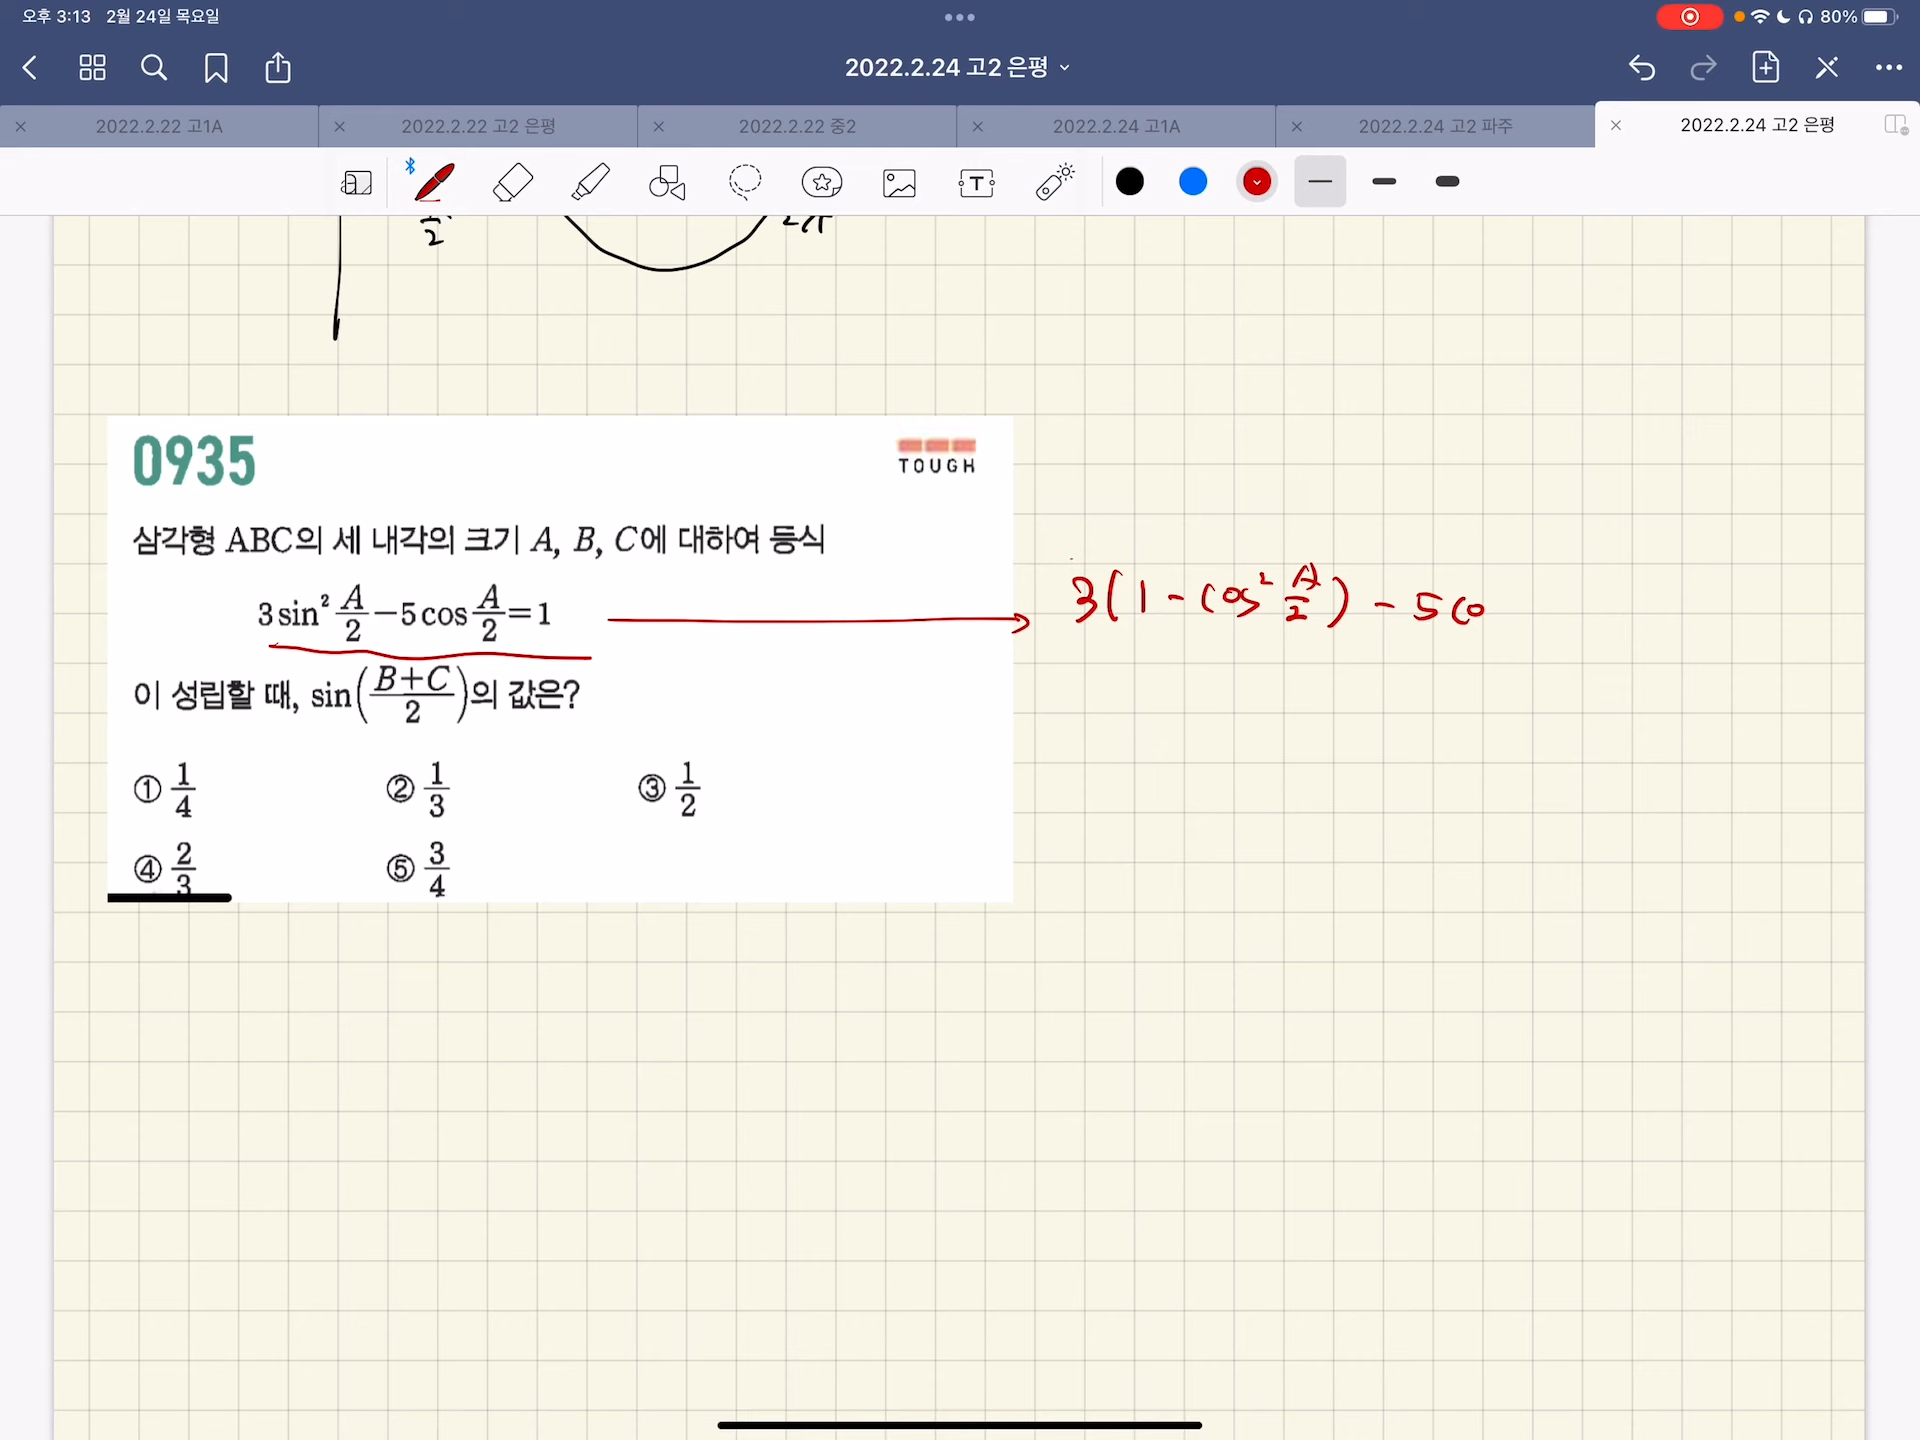 오후 3:13 2월 24일 목요일
80%
2022.2.24 고2 은평
2022.2.22 고1A
2022.2.22 고2 은평
2022.2.22 중2
2022.2.24 고1A
2022.2.24 고2 파주
2022.2.24 고2 은평
2
2π
0935
TOUGH
삼각형 ABC의 세 내각의 크기 A, B, C에 대하여 등식
3 sin² A/2 − 5 cos A/2 = 1
3(1 - cos² A/2) - 5co
이 성립할 때, sin((B+C)/2)의 값은?
① 1/4 ② 1/3 ③ 1/2
④ 2/3 ⑤ 3/4